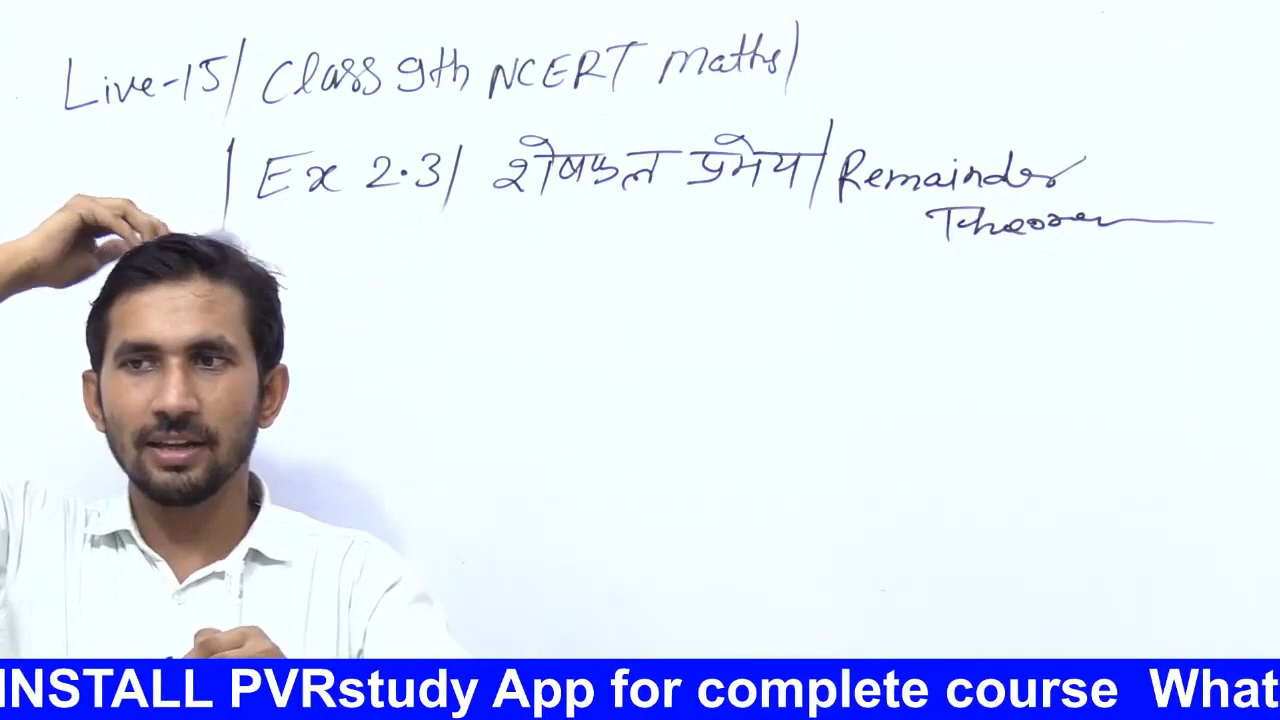 Live-15/ Class 9th NCERT Maths/
/ Ex 2.3/ शेषफल प्रमेय/ Remainder
Theorem
INSTALL PVRstudy App for complete course What